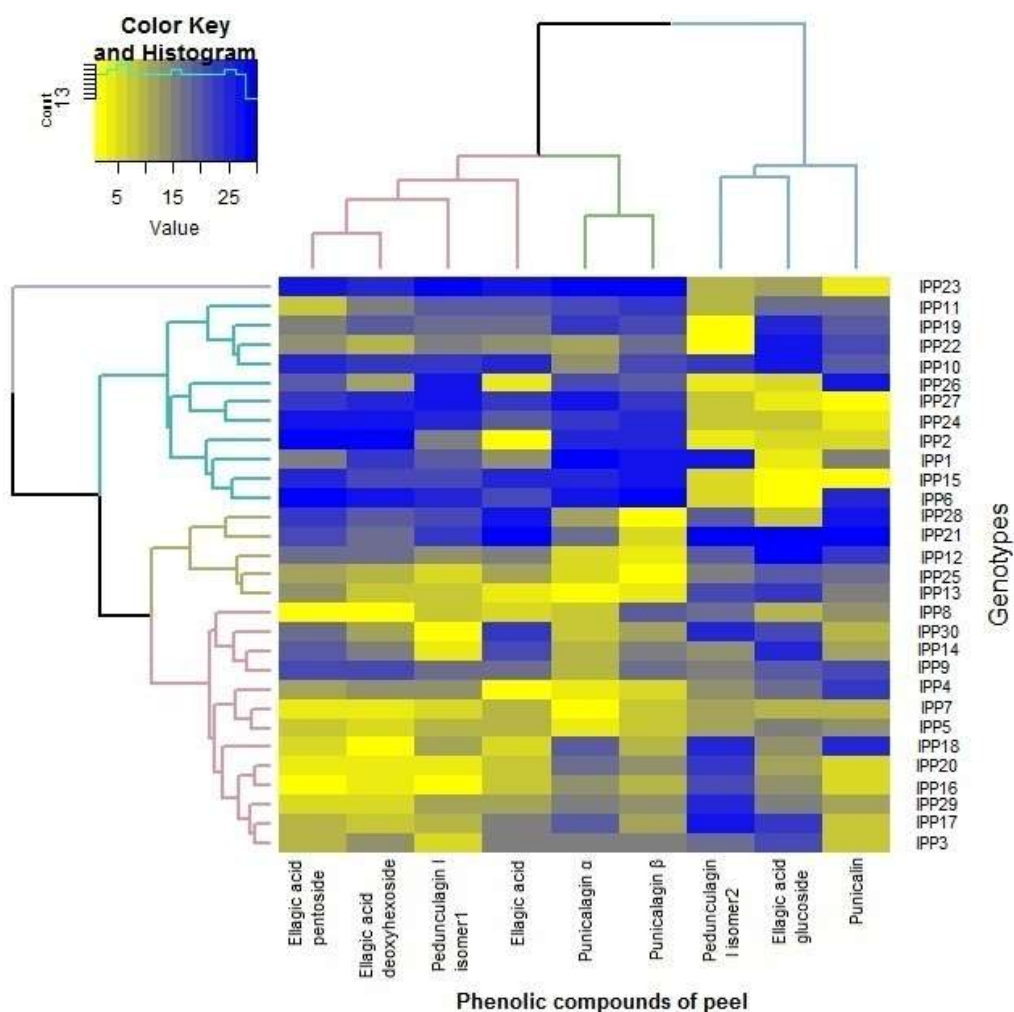 Color Key
and Histogram
Count
13
5 15 25
Value
IPP23
IPP11
IPP19
IPP22
IPP10
IPP26
IPP27
IPP24
IPP2
IPP1
IPP15
IPP6
IPP28
IPP21
IPP12
IPP25
IPP13
IPP8
IPP30
IPP14
IPP9
IPP4
IPP7
IPP5
IPP18
IPP20
IPP16
IPP29
IPP17
IPP3
Genotypes
Ellagic acid
pentoside
Ellagic acid
deoxyhexoside
Pedunculagin I
isomer1
Ellagic acid
Punicalagin α
Punicalagin β
Pedunculagin
I isomer2
Ellagic acid
glucoside
Punicalin
Phenolic compounds of peel